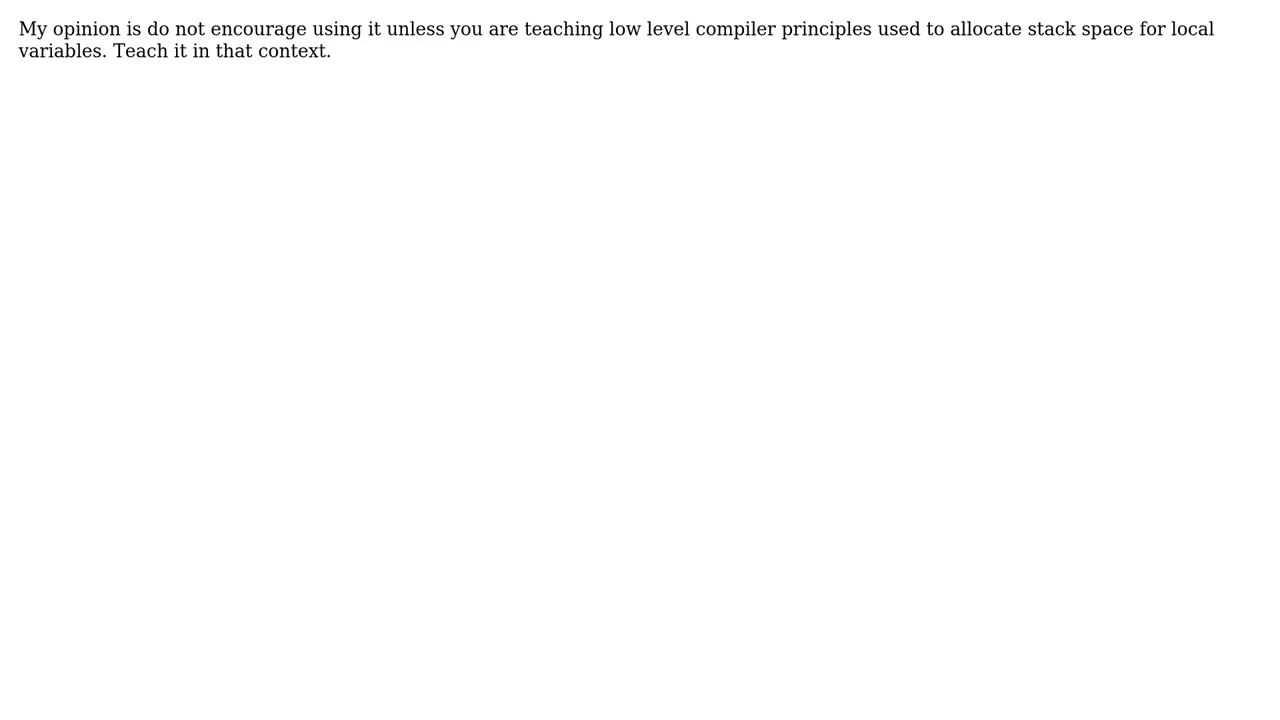 My opinion is do not encourage using it unless you are teaching low level compiler principles used to allocate stack space for local
variables. Teach it in that context.